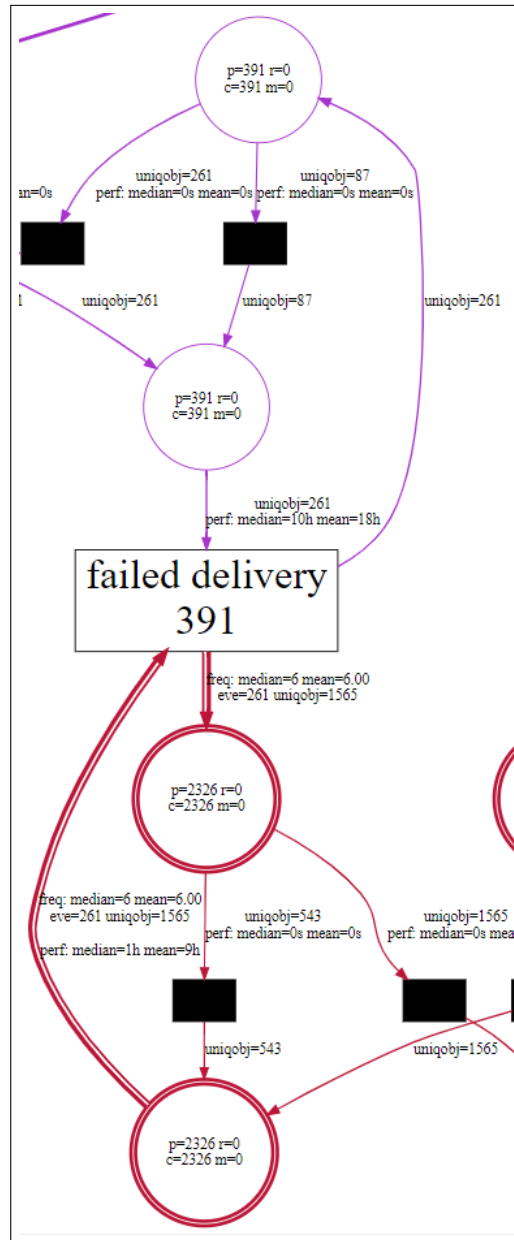 p=391 r=0
c=391 m=0
uniqobj=261
perf: median=0s mean=0s
uniqobj=87
perf: median=0s mean=0s
an=0s
uniqobj=261
uniqobj=87
uniqobj=261
1
p=391 r=0
c=391 m=0
uniqobj=261
perf: median=10h mean=18h
failed delivery
391
freq: median=6 mean=6.00
eve=261 uniqobj=1565
p=2326 r=0
c=2326 m=0
freq: median=6 mean=6.00
eve=261 uniqobj=1565
perf: median=1h mean=9h
uniqobj=543
perf: median=0s mean=0s
uniqobj=1565
perf: median=0s mea
uniqobj=543
uniqobj=1565
p=2326 r=0
c=2326 m=0